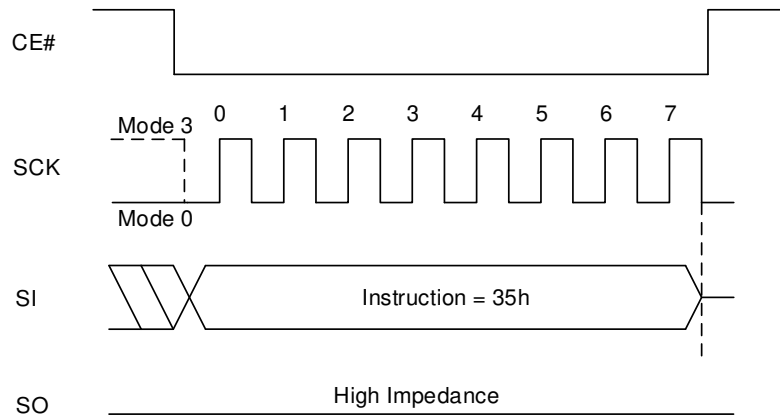 CE#
0 1 2 3 4 5 6 7
Mode 3
SCK
Mode 0
SI
Instruction = 35h
High Impedance
SO